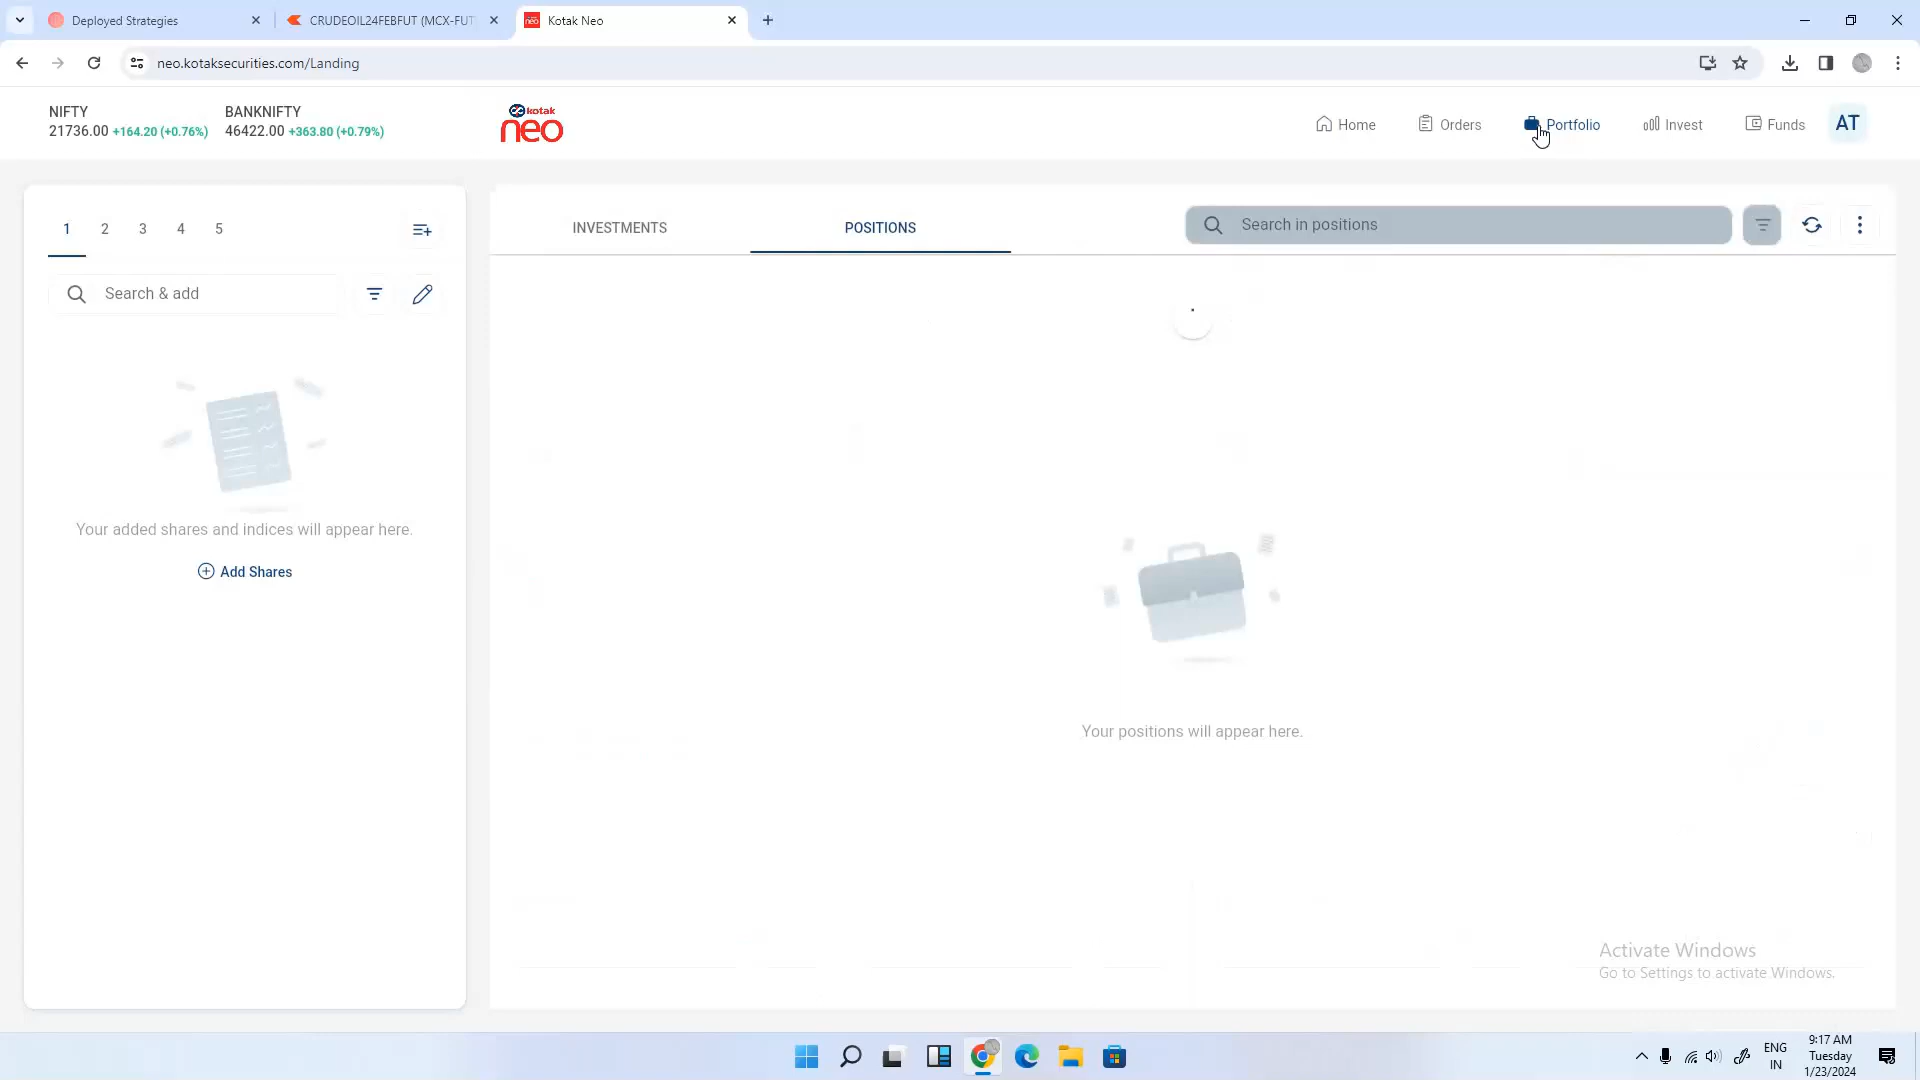 Deployed Strategies
CRUDEOIL24FEBFUT (MCX-FUT
Kotak Neo
neo.kotaksecurities.com/Landing
NIFTY
21736.00 +164.20 (+0.76%)
BANKNIFTY
46422.00 +363.80 (+0.79%)
kotak
neo
Home
Orders
Portfolio
Invest
Funds
AT
1 2 3 4 5
INVESTMENTS
POSITIONS
Search in positions
Search & add
Your added shares and indices will appear here.
Add Shares
Your positions will appear here.
Activate Windows
Go to Settings to activate Windows.
ENG
IN
9:17 AM
Tuesday
1/23/2024